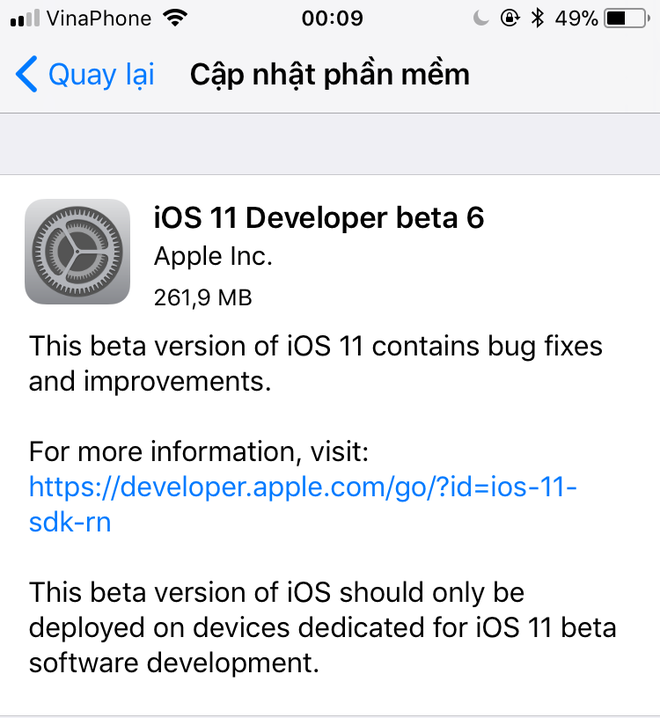 VinaPhone 00:09 49%
Quay lại Cập nhật phần mềm
iOS 11 Developer beta 6
Apple Inc.
261,9 MB
This beta version of iOS 11 contains bug fixes
and improvements.
For more information, visit:
https://developer.apple.com/go/?id=ios-11-
sdk-rn
This beta version of iOS should only be
deployed on devices dedicated for iOS 11 beta
software development.